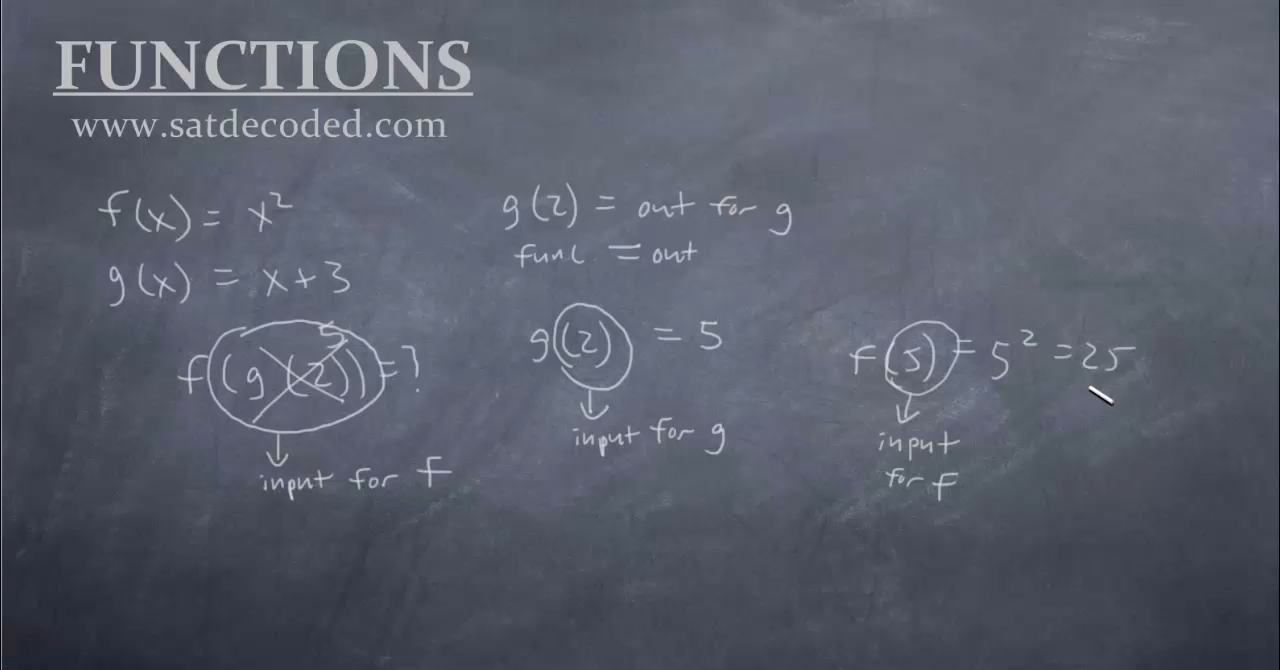 FUNCTIONS
www.satdecoded.com
f(x) = x²
g(x) = x + 3
f(g(2)) = ?
5
input for f
g(2) = out for g
func. = out
g(2) = 5
input for g
f(5) = 5² = 25
input
for f